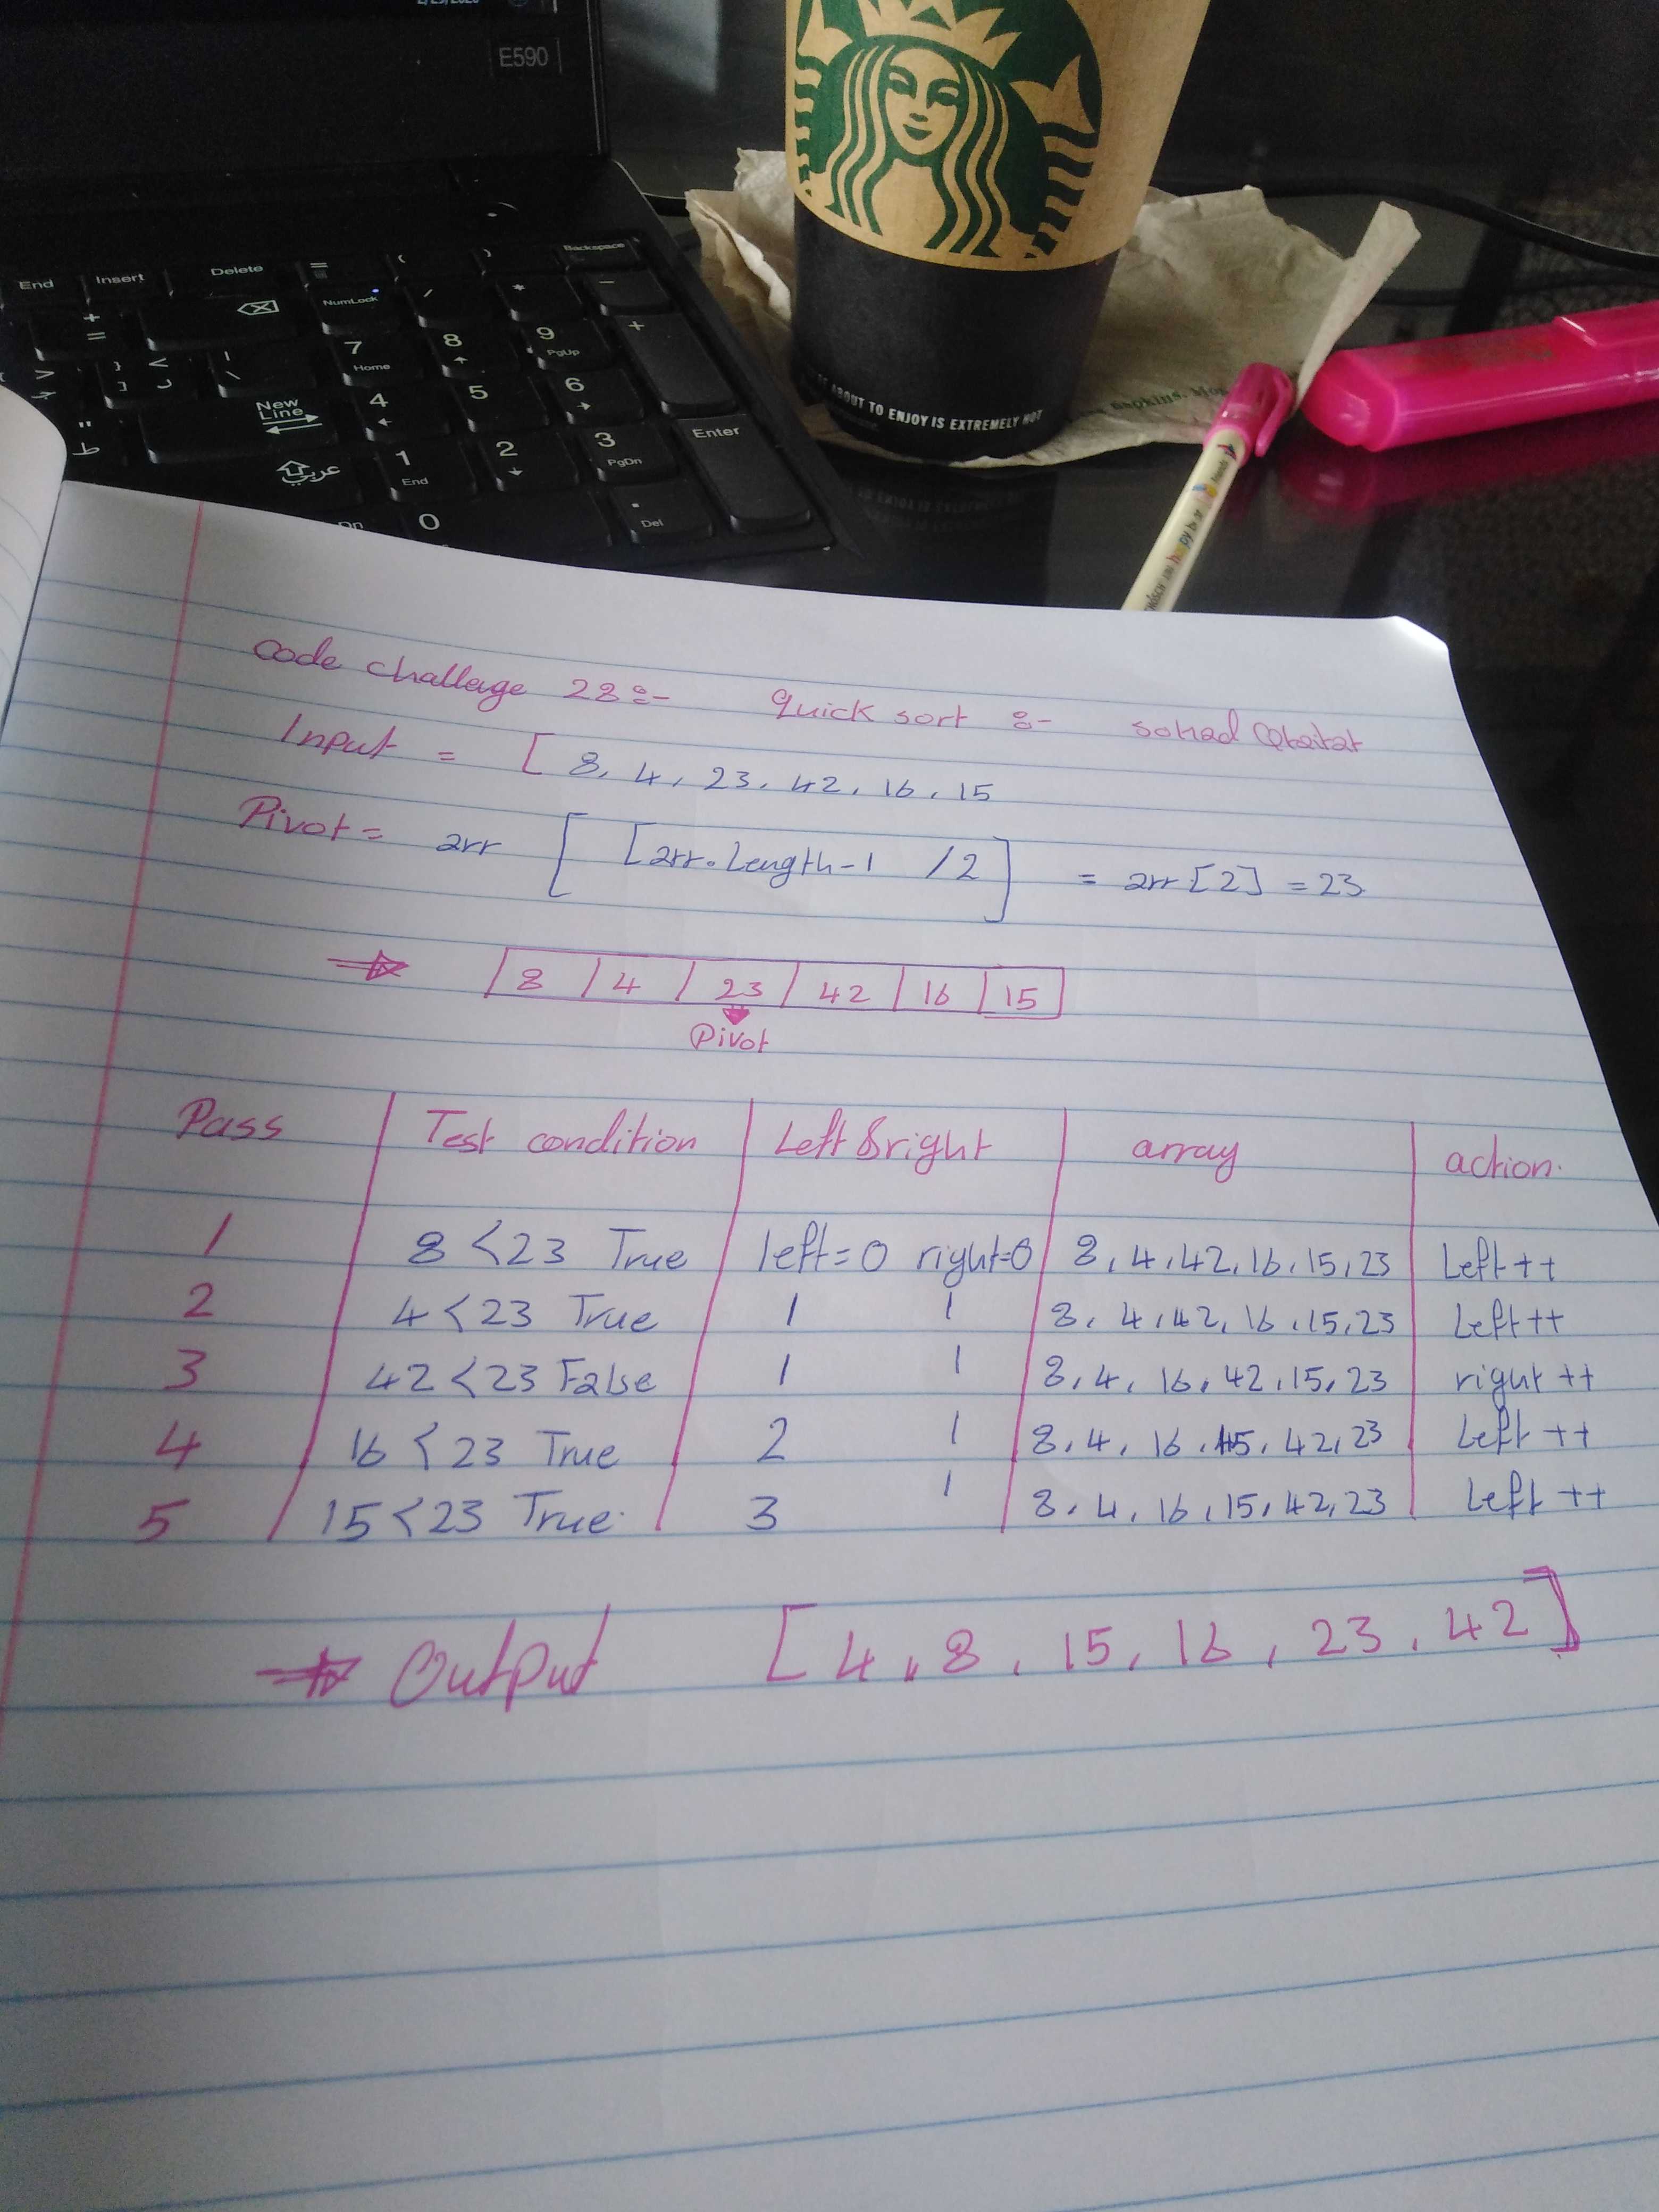 E590
End Insert Delete = ( ) Backspace
NumLock / * -
+ = 7 Home 8 9 PgUp +
New Line 4 5 6
عربي 1 End 2 3 PgDn Enter
0 . Del
ABOUT TO ENJOY IS EXTREMELY HOT
code challenge 28:- quick sort :-
Input = [ 8, 4, 23, 42, 16, 15
Pivot = arr [ [arr.Length-1 /2 ] = arr [2] = 23
8 4 23 42 16 15
Pivot
Pass Test condition Left & right array action.
1 8 < 23 True left=0 right=0 8, 4, 42, 16, 15, 23 Left ++
2 4 < 23 True 1 1 8, 4, 42, 16, 15, 23 Left ++
3 42 < 23 False 1 1 8, 4, 16, 42, 15, 23 right ++
4 16 < 23 True 2 1 8, 4, 16, 15, 42, 23 Left ++
5 15 < 23 True. 3 1 8, 4, 16, 15, 42, 23 Left ++
Output [ 4, 8, 15, 16, 23, 42 ]